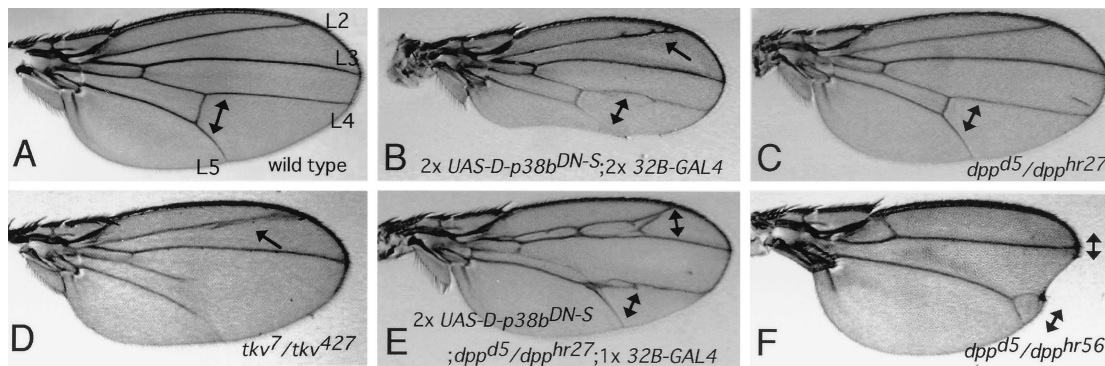 L2
L3
L4
L5
A
wild type
B
2x UAS-D-p38b^DN-S;2x 32B-GAL4
C
dpp^d5/dpp^hr27
D
tkv^7/tkv^427
E
2x UAS-D-p38b^DN-S
;dpp^d5/dpp^hr27;1x 32B-GAL4
F
dpp^d5/dpp^hr56